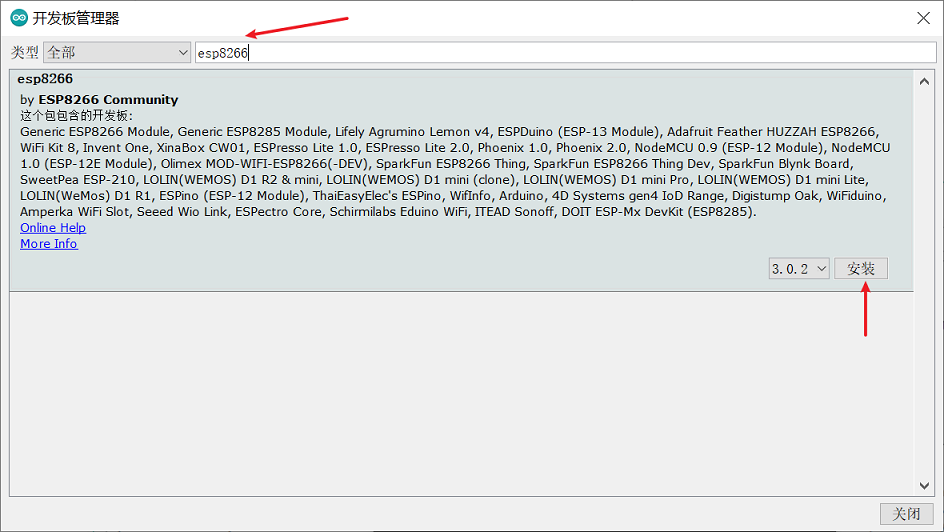 开发板管理器
类型 全部 esp8266
esp8266
by ESP8266 Community
这个包包含的开发板:
Generic ESP8266 Module, Generic ESP8285 Module, Lifely Agrumino Lemon v4, ESPDuino (ESP-13 Module), Adafruit Feather HUZZAH ESP8266,
WiFi Kit 8, Invent One, XinaBox CW01, ESPresso Lite 1.0, ESPresso Lite 2.0, Phoenix 1.0, Phoenix 2.0, NodeMCU 0.9 (ESP-12 Module), NodeMCU
1.0 (ESP-12E Module), Olimex MOD-WIFI-ESP8266(-DEV), SparkFun ESP8266 Thing, SparkFun ESP8266 Thing Dev, SparkFun Blynk Board,
SweetPea ESP-210, LOLIN(WEMOS) D1 R2 & mini, LOLIN(WEMOS) D1 mini (clone), LOLIN(WEMOS) D1 mini Pro, LOLIN(WEMOS) D1 mini Lite,
LOLIN(WeMos) D1 R1, ESPino (ESP-12 Module), ThaiEasyElec's ESPino, WifInfo, Arduino, 4D Systems gen4 IoD Range, Digistump Oak, WiFiduino,
Amperka WiFi Slot, Seeed Wio Link, ESPectro Core, Schirmilabs Eduino WiFi, ITEAD Sonoff, DOIT ESP-Mx DevKit (ESP8285).
Online Help
More Info
3.0.2 安装
关闭